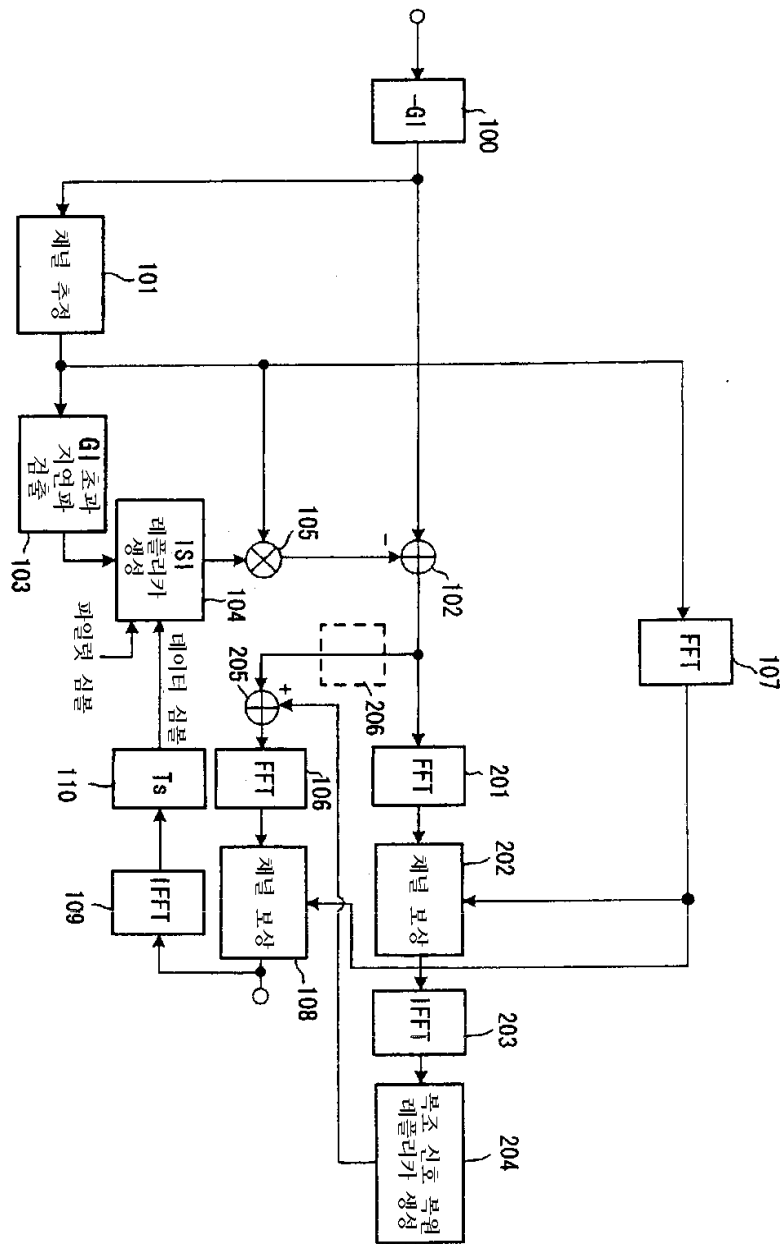 -GI
100
채널 추정
101
GI 초과
지연파
검출
103
ISI
레플리카
생성
104
파일럿 심볼
데이터 심볼
105
-
102
FFT
107
206
+
205
FFT
201
FFT
106
Ts
110
채널 보상
202
채널 보상
108
IFFT
109
IFFT
203
복조 신호 복원
레플리카 생성
204